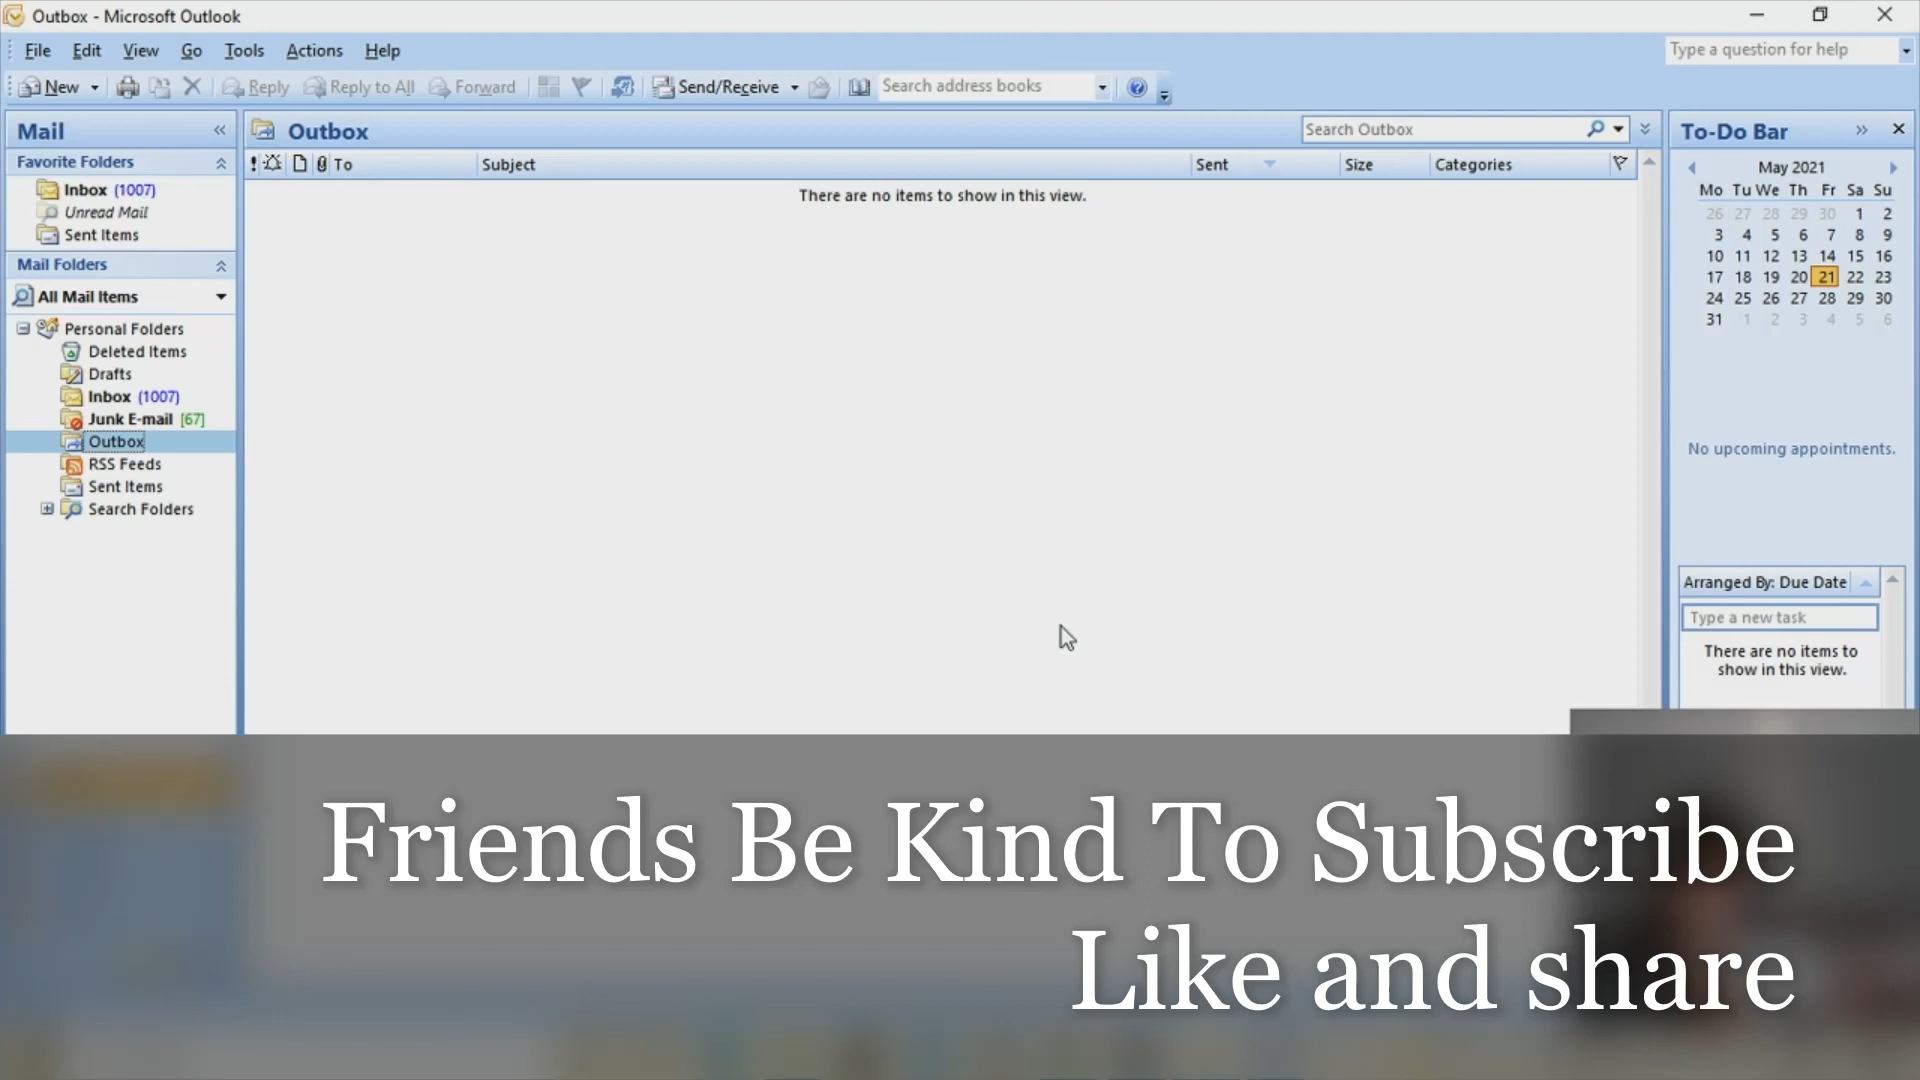 Outbox - Microsoft Outlook
File Edit View Go Tools Actions Help
Type a question for help
New Reply Reply to All Forward Send/Receive Search address books
Mail «
Outbox
Search Outbox
To-Do Bar »
Favorite Folders
! To Subject Sent Size Categories
There are no items to show in this view.
Inbox (1007)
Unread Mail
Sent Items
Mail Folders
All Mail Items
Personal Folders
Deleted Items
Drafts
Inbox (1007)
Junk E-mail [67]
Outbox
RSS Feeds
Sent Items
Search Folders
May 2021
Mo Tu We Th Fr Sa Su
26 27 28 29 30 1 2
3 4 5 6 7 8 9
10 11 12 13 14 15 16
17 18 19 20 21 22 23
24 25 26 27 28 29 30
31 1 2 3 4 5 6
No upcoming appointments.
Arranged By: Due Date
Type a new task
There are no items to
show in this view.
Friends Be Kind To Subscribe
Like and share